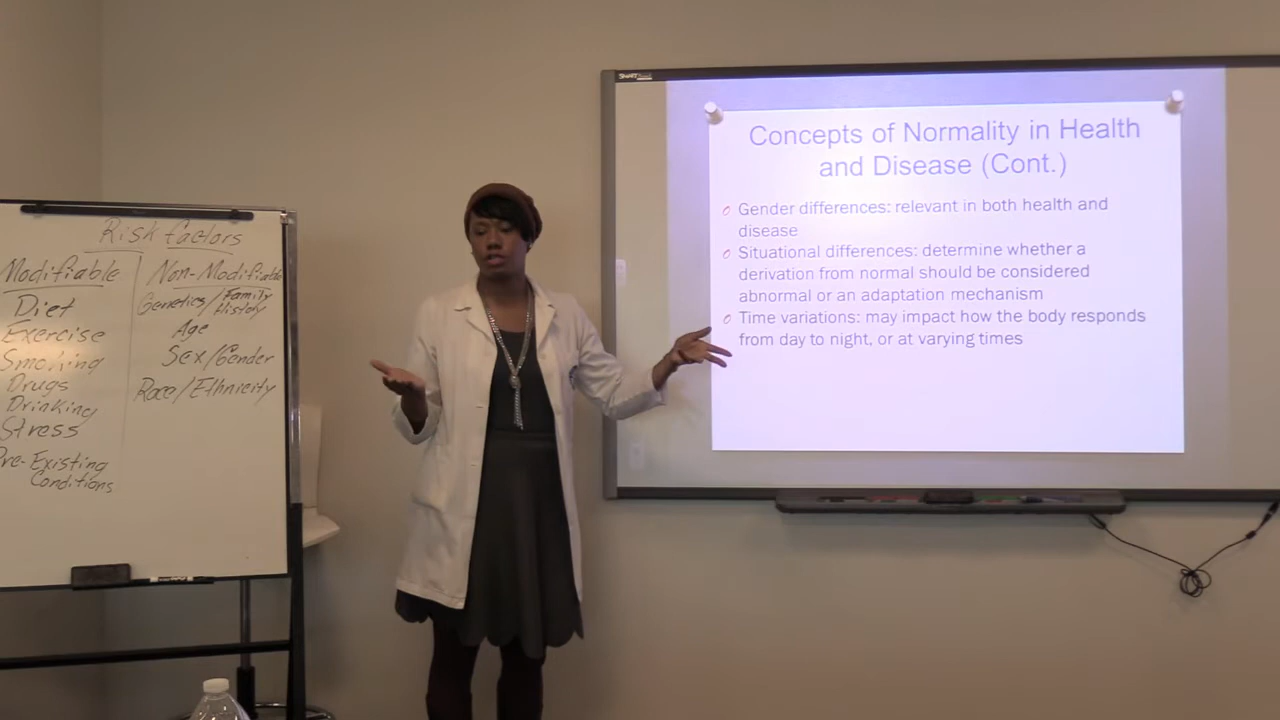 Risk factors
Modifiable
Diet
Exercise
Smoking
Drugs
Drinking
Stress
Pre-Existing
Conditions
Non-Modifiable
Genetics/Family
History
Age
Sex/Gender
Race/Ethnicity
SMART
Concepts of Normality in Health
and Disease (Cont.)
Gender differences: relevant in both health and
disease
Situational differences: determine whether a
derivation from normal should be considered
abnormal or an adaptation mechanism
Time variations: may impact how the body responds
from day to night, or at varying times